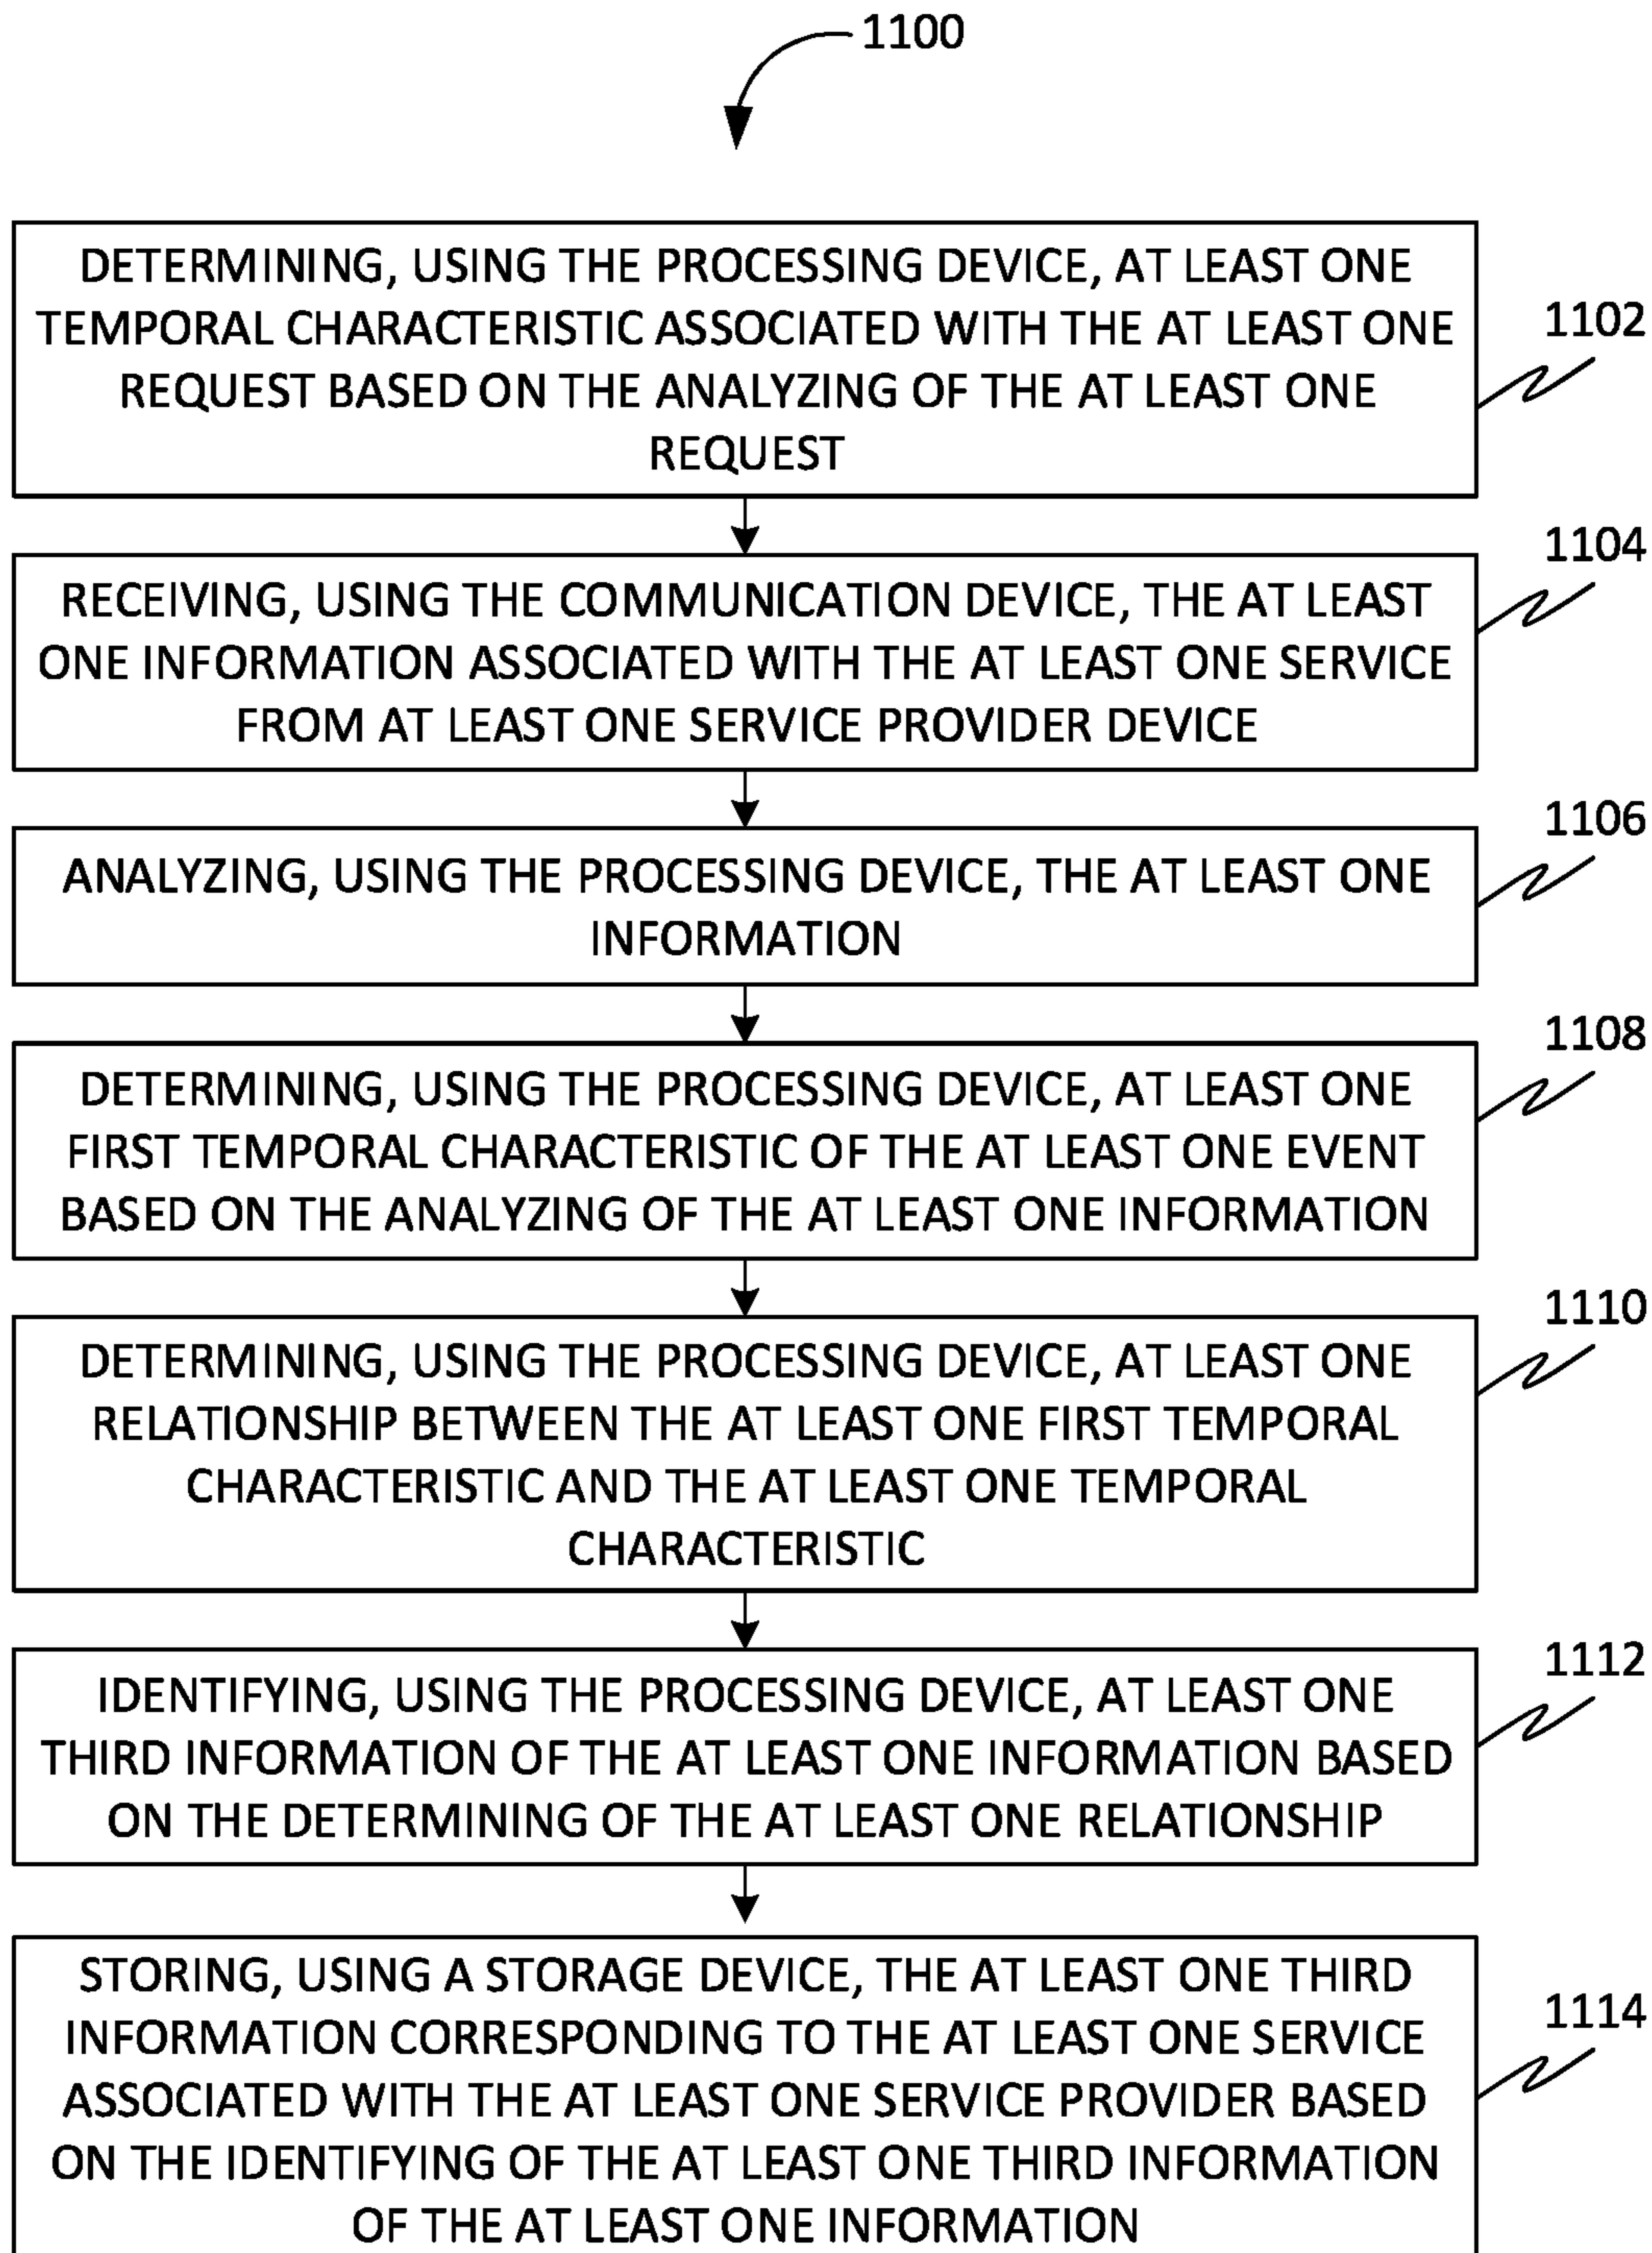 1100
DETERMINING, USING THE PROCESSING DEVICE, AT LEAST ONE
TEMPORAL CHARACTERISTIC ASSOCIATED WITH THE AT LEAST ONE
REQUEST BASED ON THE ANALYZING OF THE AT LEAST ONE
REQUEST
1102
RECEIVING, USING THE COMMUNICATION DEVICE, THE AT LEAST
ONE INFORMATION ASSOCIATED WITH THE AT LEAST ONE SERVICE
FROM AT LEAST ONE SERVICE PROVIDER DEVICE
1104
ANALYZING, USING THE PROCESSING DEVICE, THE AT LEAST ONE
INFORMATION
1106
DETERMINING, USING THE PROCESSING DEVICE, AT LEAST ONE
FIRST TEMPORAL CHARACTERISTIC OF THE AT LEAST ONE EVENT
BASED ON THE ANALYZING OF THE AT LEAST ONE INFORMATION
1108
DETERMINING, USING THE PROCESSING DEVICE, AT LEAST ONE
RELATIONSHIP BETWEEN THE AT LEAST ONE FIRST TEMPORAL
CHARACTERISTIC AND THE AT LEAST ONE TEMPORAL
CHARACTERISTIC
1110
IDENTIFYING, USING THE PROCESSING DEVICE, AT LEAST ONE
THIRD INFORMATION OF THE AT LEAST ONE INFORMATION BASED
ON THE DETERMINING OF THE AT LEAST ONE RELATIONSHIP
1112
STORING, USING A STORAGE DEVICE, THE AT LEAST ONE THIRD
INFORMATION CORRESPONDING TO THE AT LEAST ONE SERVICE
ASSOCIATED WITH THE AT LEAST ONE SERVICE PROVIDER BASED
ON THE IDENTIFYING OF THE AT LEAST ONE THIRD INFORMATION
OF THE AT LEAST ONE INFORMATION
1114